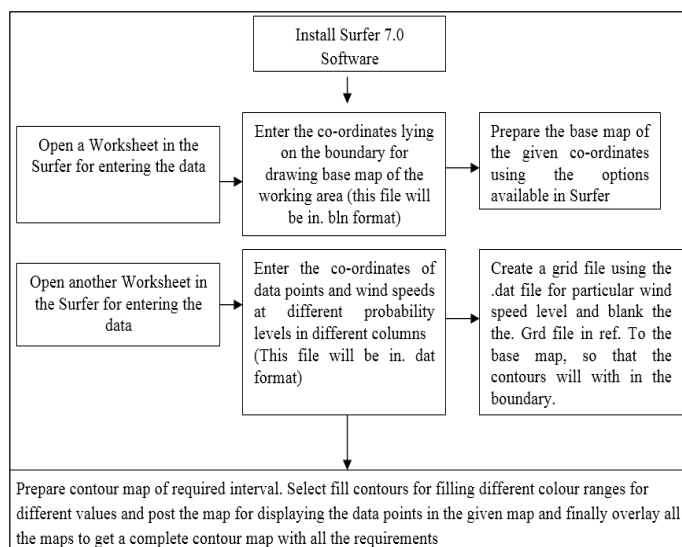 Install Surfer 7.0
Software
Open a Worksheet in the
Surfer for entering the data
Enter the co-ordinates lying
on the boundary for
drawing base map of the
working area (this file will
be in. bln format)
Prepare the base map of
the given co-ordinates
using the options
available in Surfer
Open another Worksheet in
the Surfer for entering the
data
Enter the co-ordinates of
data points and wind speeds
at different probability
levels in different columns
(This file will be in. dat
format)
Create a grid file using the
.dat file for particular wind
speed level and blank the
the. Grd file in ref. To the
base map, so that the
contours will with in the
boundary.
Prepare contour map of required interval. Select fill contours for filling different colour ranges for
different values and post the map for displaying the data points in the given map and finally overlay all
the maps to get a complete contour map with all the requirements